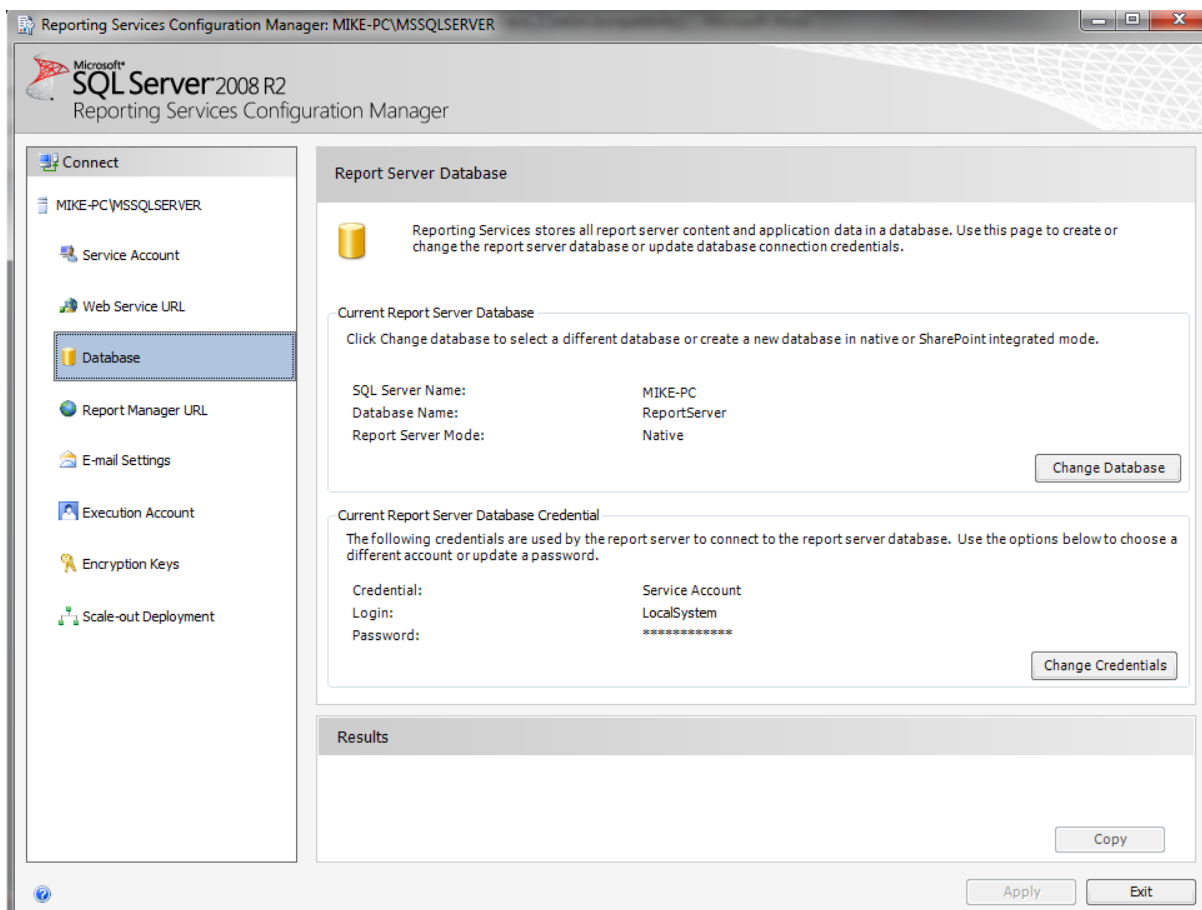 Reporting Services Configuration Manager: MIKE-PC\MSSQLSERVER
Microsoft®
SQL Server® 2008 R2
Reporting Services Configuration Manager
Connect
MIKE-PC\MSSQLSERVER
Service Account
Web Service URL
Database
Report Manager URL
E-mail Settings
Execution Account
Encryption Keys
Scale-out Deployment
Report Server Database
Reporting Services stores all report server content and application data in a database. Use this page to create or
change the report server database or update database connection credentials.
Current Report Server Database
Click Change database to select a different database or create a new database in native or SharePoint integrated mode.
SQL Server Name: MIKE-PC
Database Name: ReportServer
Report Server Mode: Native
Change Database
Current Report Server Database Credential
The following credentials are used by the report server to connect to the report server database. Use the options below to choose a
different account or update a password.
Credential: Service Account
Login: LocalSystem
Password: ************
Change Credentials
Results
Copy
Apply
Exit